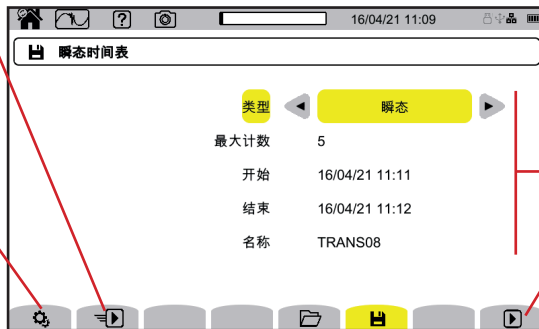 16/04/21 11:09
瞬态时间表
类型 瞬态
最大计数 5
开始 16/04/21 11:11
结束 16/04/21 11:12
名称 TRANS08